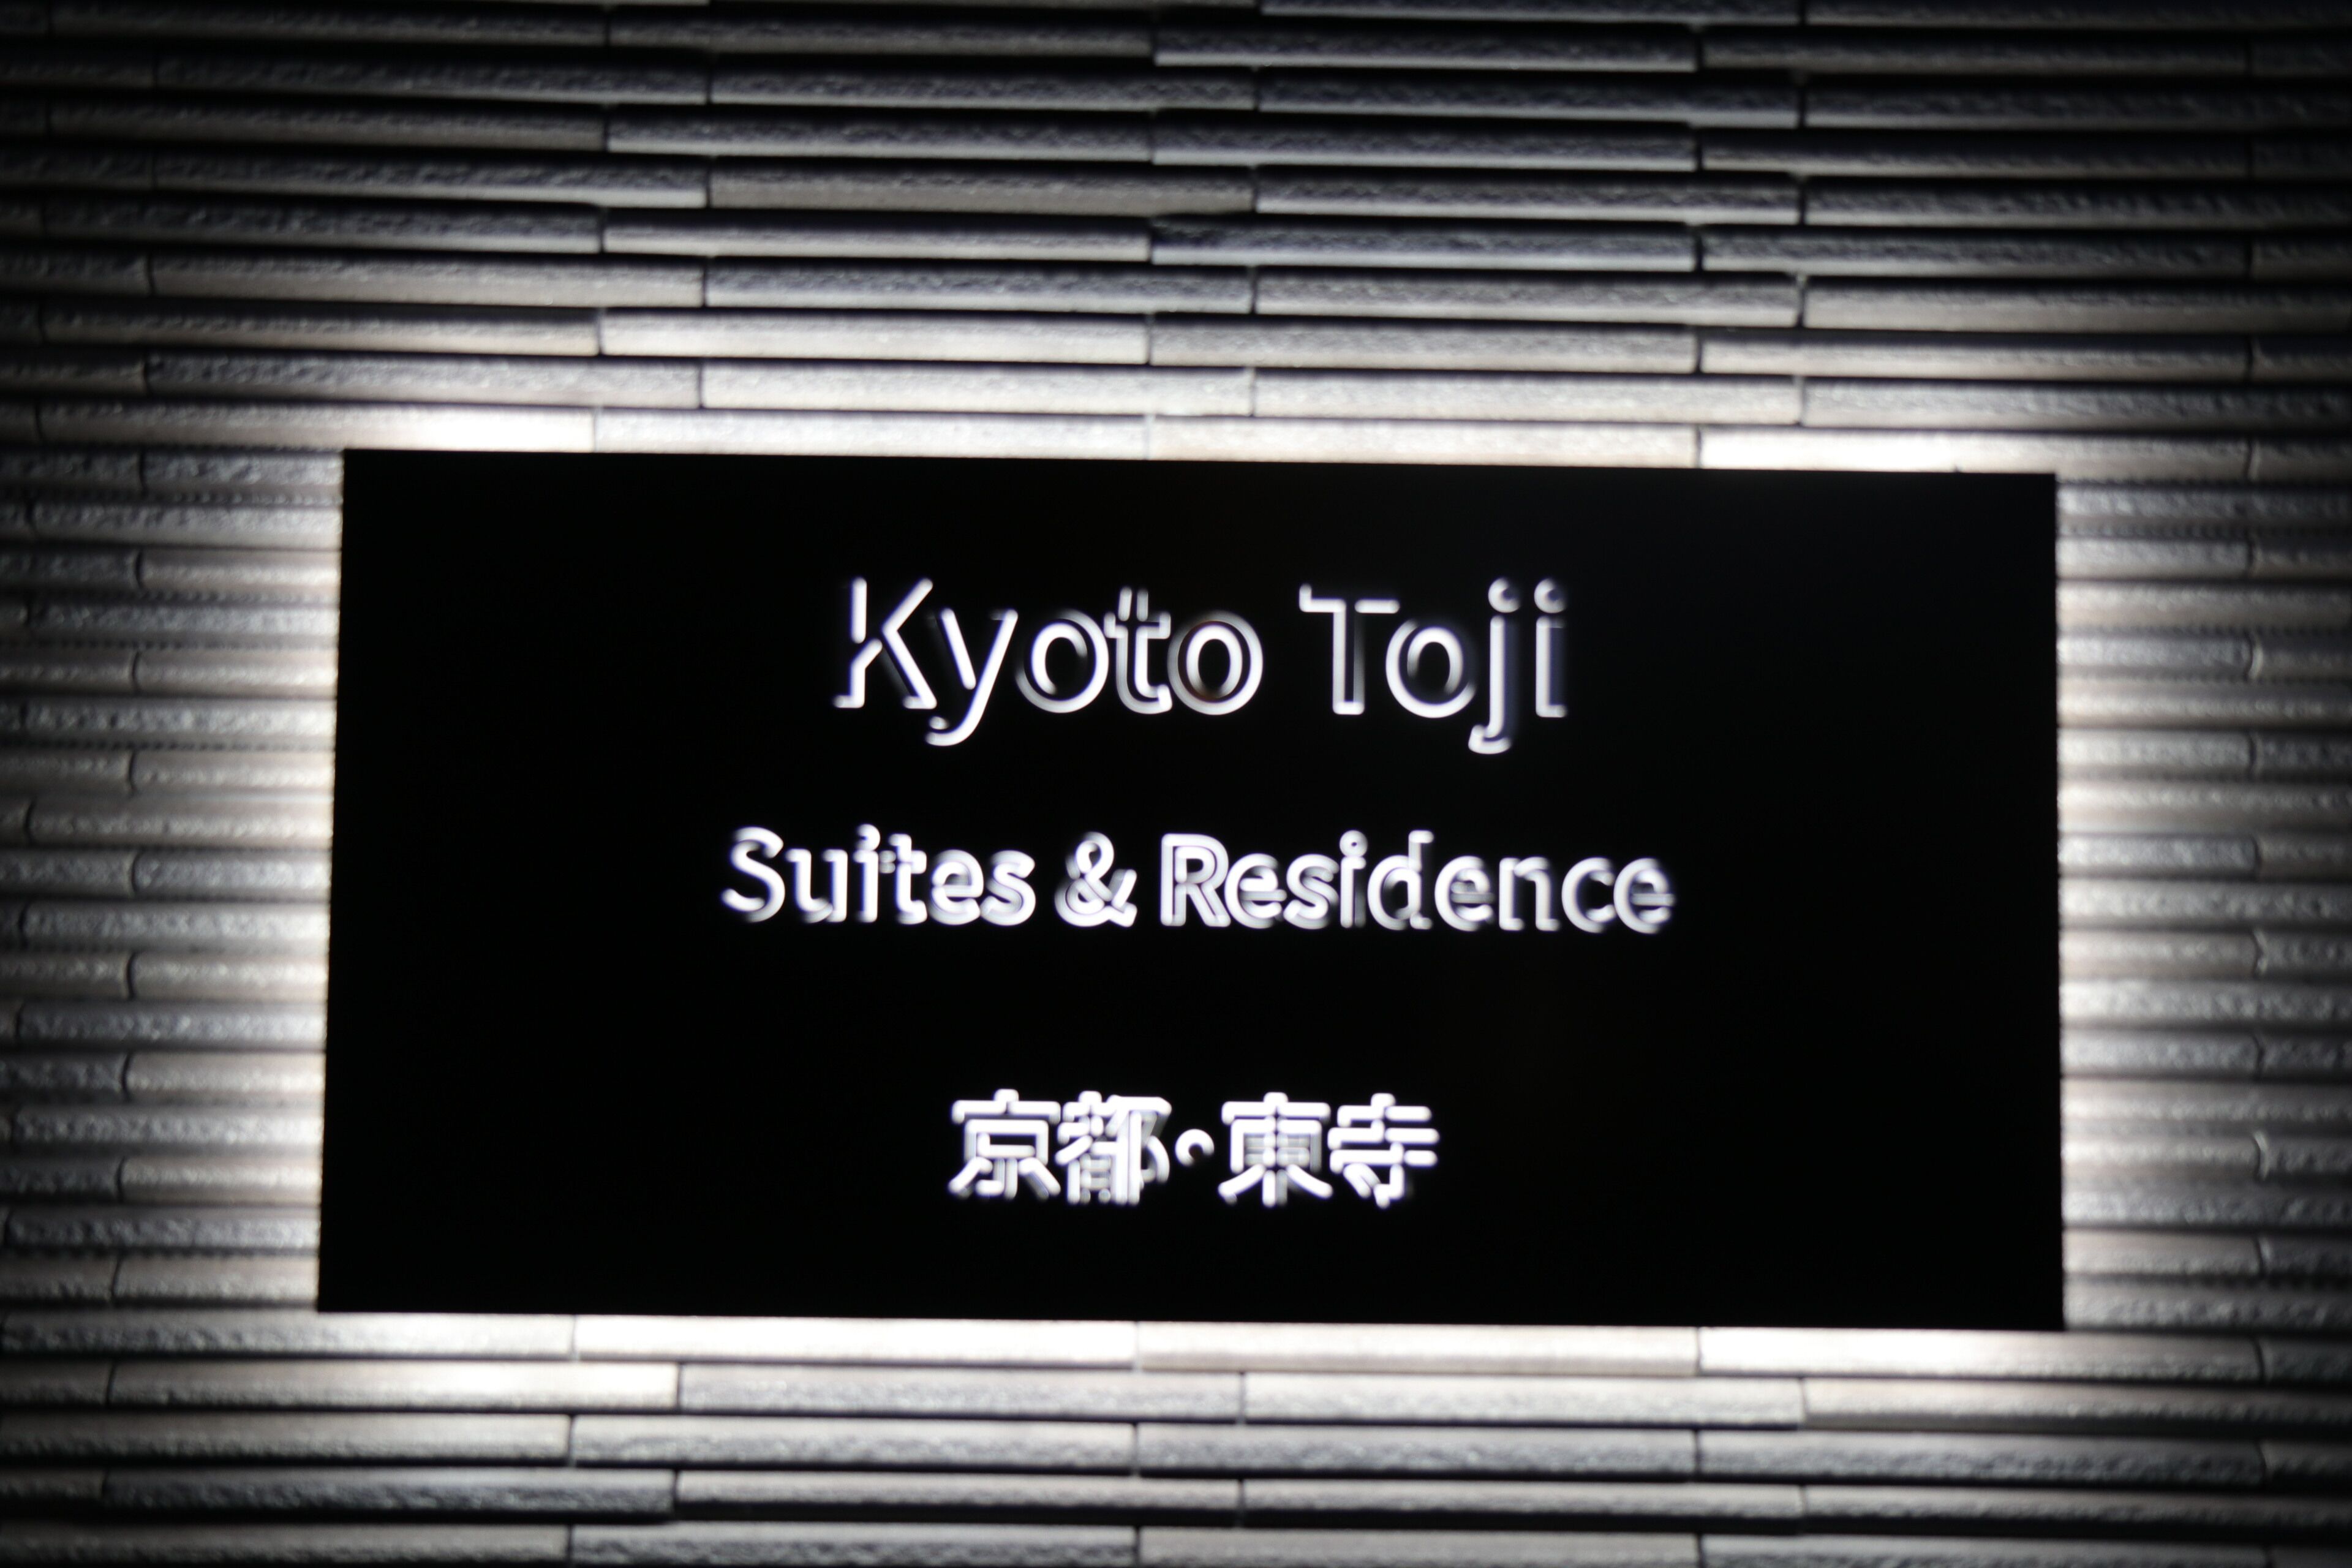 Kyoto Toji
Suites & Residence
京都・東寺